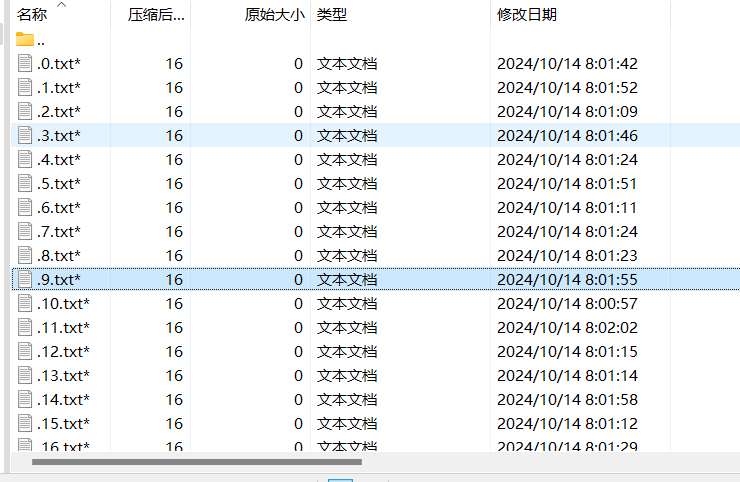 名称 压缩后... 原始大小 类型 修改日期
..
.0.txt* 16 0 文本文档 2024/10/14 8:01:42
.1.txt* 16 0 文本文档 2024/10/14 8:01:52
.2.txt* 16 0 文本文档 2024/10/14 8:01:09
.3.txt* 16 0 文本文档 2024/10/14 8:01:46
.4.txt* 16 0 文本文档 2024/10/14 8:01:24
.5.txt* 16 0 文本文档 2024/10/14 8:01:51
.6.txt* 16 0 文本文档 2024/10/14 8:01:11
.7.txt* 16 0 文本文档 2024/10/14 8:01:24
.8.txt* 16 0 文本文档 2024/10/14 8:01:23
.9.txt* 16 0 文本文档 2024/10/14 8:01:55
.10.txt* 16 0 文本文档 2024/10/14 8:00:57
.11.txt* 16 0 文本文档 2024/10/14 8:02:02
.12.txt* 16 0 文本文档 2024/10/14 8:01:15
.13.txt* 16 0 文本文档 2024/10/14 8:01:14
.14.txt* 16 0 文本文档 2024/10/14 8:01:58
.15.txt* 16 0 文本文档 2024/10/14 8:01:12
.16.txt* 16 0 文本文档 2024/10/14 8:01:29